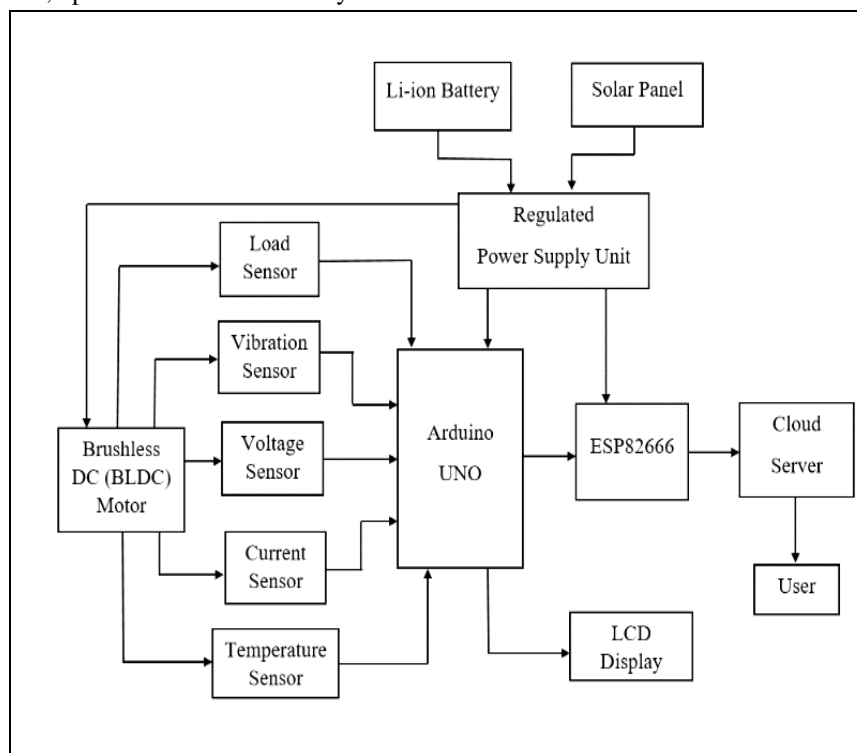 Li-ion Battery
Solar Panel
Regulated
Power Supply Unit
Load
Sensor
Vibration
Sensor
Brushless
DC (BLDC)
Motor
Voltage
Sensor
Arduino
UNO
ESP82666
Cloud
Server
Current
Sensor
User
Temperature
Sensor
LCD
Display